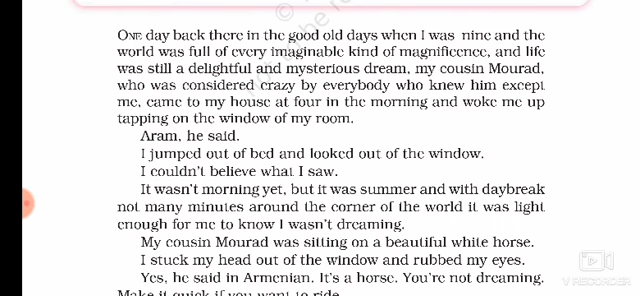 ONE day back there in the good old days when I was nine and the
world was full of every imaginable kind of magnificence, and life
was still a delightful and mysterious dream, my cousin Mourad,
who was considered crazy by everybody who knew him except
me, came to my house at four in the morning and woke me up
tapping on the window of my room.
Aram, he said.
I jumped out of bed and looked out of the window.
I couldn't believe what I saw.
It wasn't morning yet, but it was summer and with daybreak
not many minutes around the corner of the world it was light
enough for me to know I wasn't dreaming.
My cousin Mourad was sitting on a beautiful white horse.
I stuck my head out of the window and rubbed my eyes.
Yes, he said in Armenian. It's a horse. You're not dreaming.
Make it quick if you want to ride.
V RECORDER